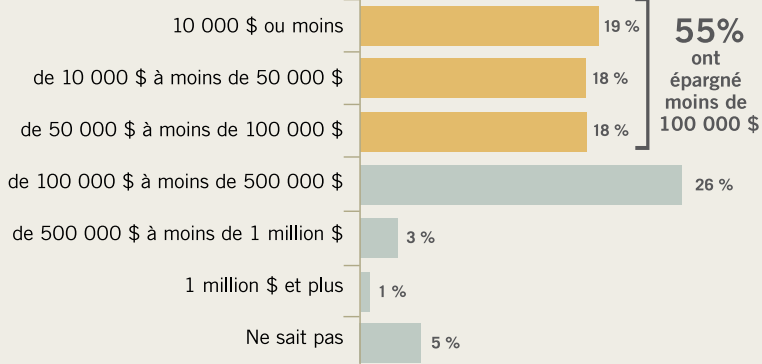 10 000 $ ou moins
19 %
de 10 000 $ à moins de 50 000 $
18 %
de 50 000 $ à moins de 100 000 $
18 %
55%
ont
épargné
moins de
100 000 $
de 100 000 $ à moins de 500 000 $
26 %
de 500 000 $ à moins de 1 million $
3 %
1 million $ et plus
1 %
Ne sait pas
5 %